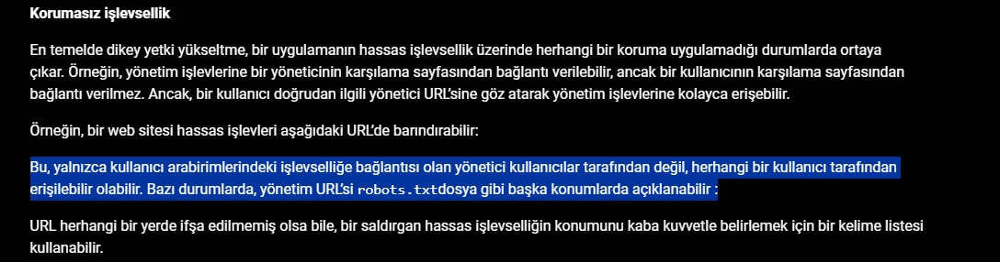 Korumasız işlevsellik
En temelde dikey yetki yükseltme, bir uygulamanın hassas işlevsellik üzerinde herhangi bir koruma uygulamadığı durumlarda ortaya
çıkar. Örneğin, yönetim işlevlerine bir yöneticinin karşılama sayfasından bağlantı verilebilir, ancak bir kullanıcının karşılama sayfasından
bağlantı verilmez. Ancak, bir kullanıcı doğrudan ilgili yönetici URL’sine göz atarak yönetim işlevlerine kolayca erişebilir.
Örneğin, bir web sitesi hassas işlevleri aşağıdaki URL’de barındırabilir:
Bu, yalnızca kullanıcı arabirimlerindeki işlevselliğe bağlantısı olan yönetici kullanıcılar tarafından değil, herhangi bir kullanıcı tarafından
erişilebilir olabilir. Bazı durumlarda, yönetim URL’si robots.txtdosya gibi başka konumlarda açıklanabilir :
URL herhangi bir yerde ifşa edilmemiş olsa bile, bir saldırgan hassas işlevselliğin konumunu kaba kuvvetle belirlemek için bir kelime listesi
kullanabilir.